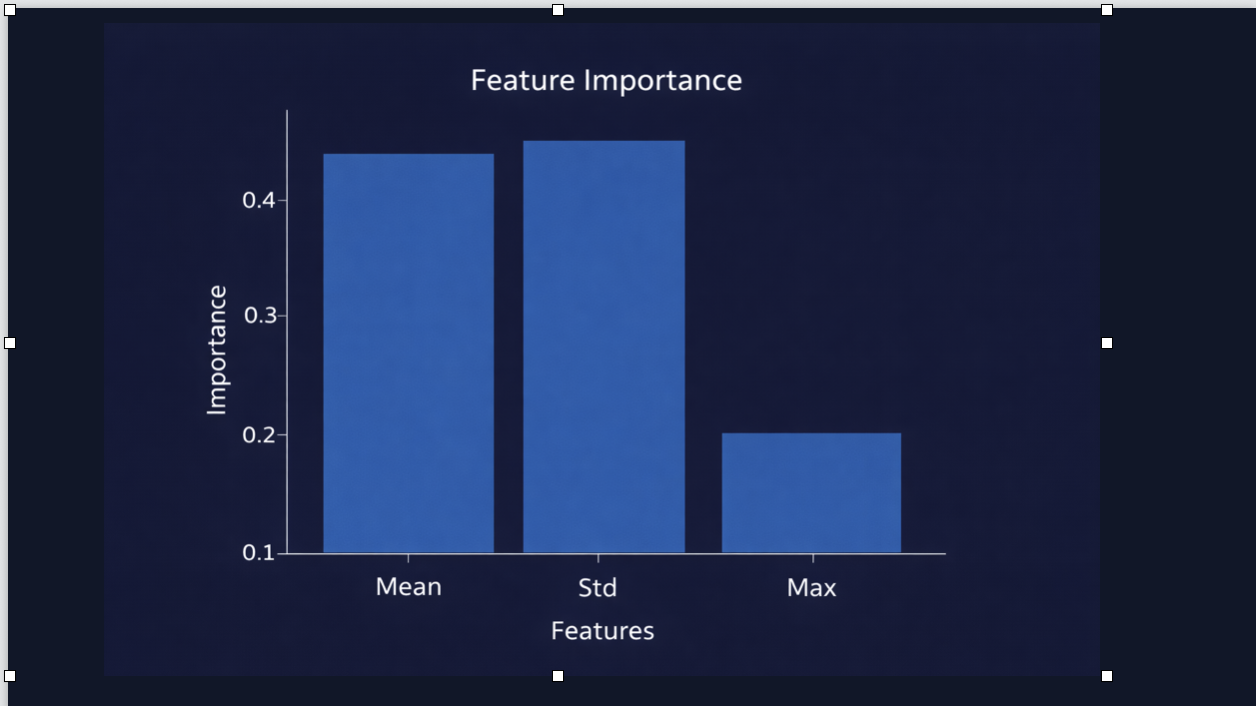 Feature Importance
0.4
0.3
0.2
0.1
Importance
Mean
Std
Max
Features